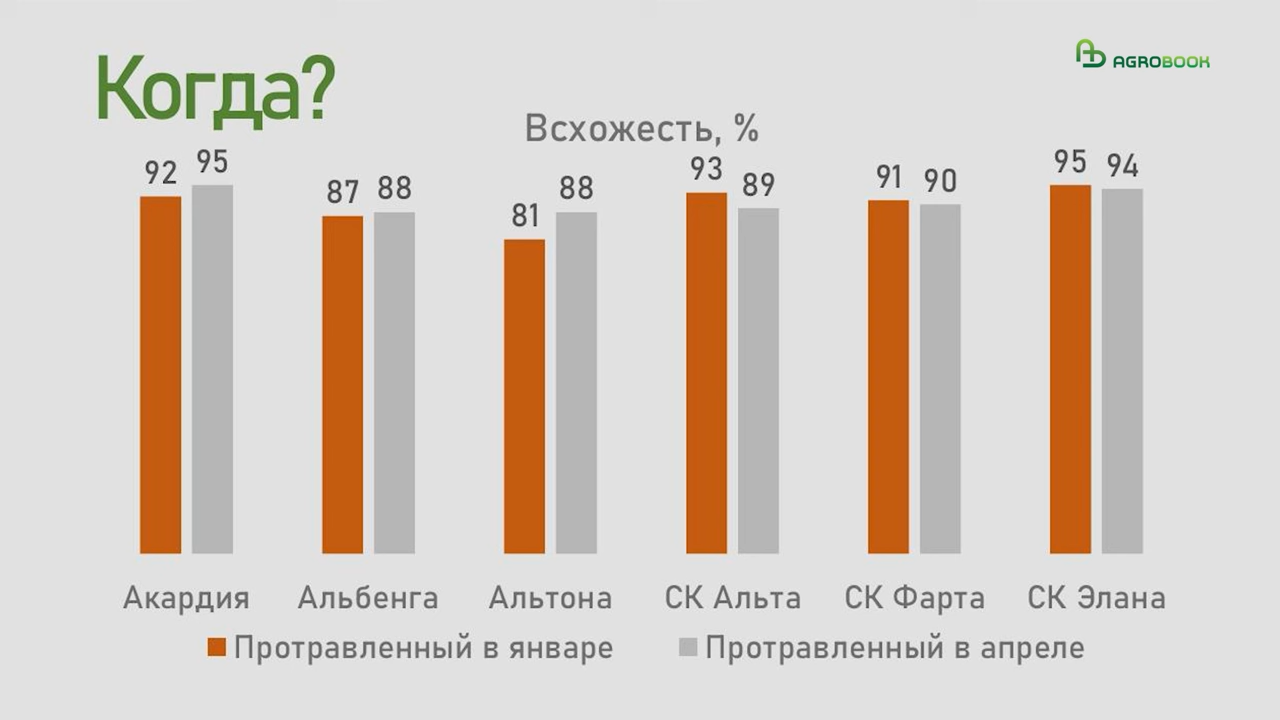 Когда?
AGROBOOK
Всхожесть, %
92 95 87 88 81 88 93 89 91 90 95 94
Акардия Альбенга Альтона СК Альта СК Фарта СК Элана
Протравленный в январе Протравленный в апреле